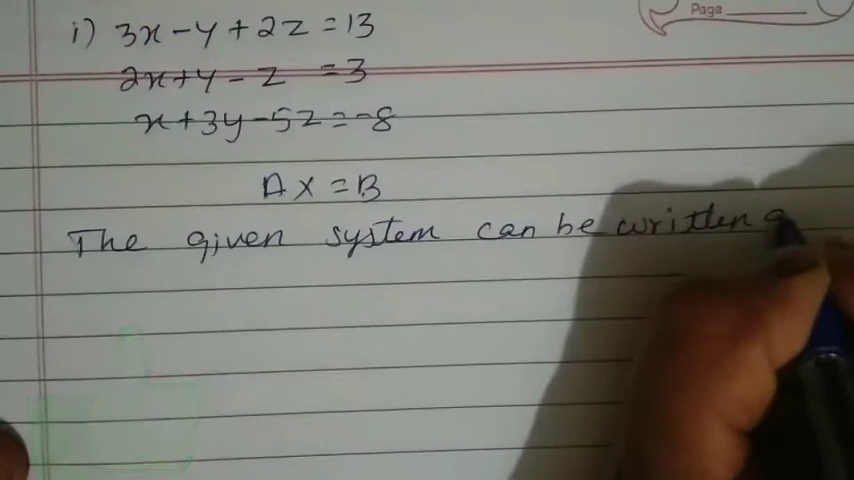 Page
i) 3x - y + 2z = 13
2x + y - z = 3
x + 3y - 5z = -8
AX = B
The given system can be written a